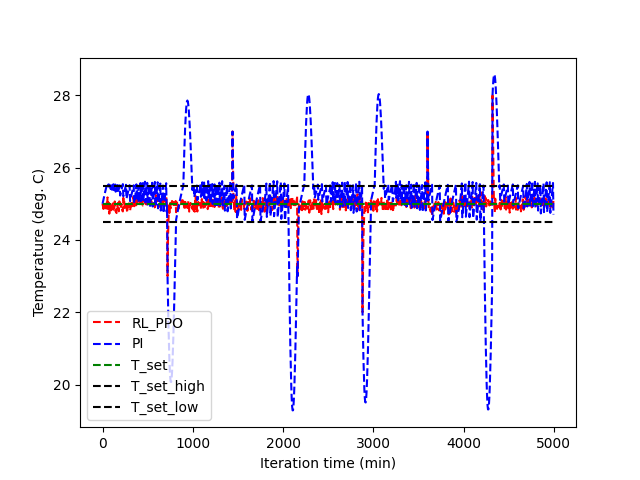 28
26
24
22
20
Temperature (deg. C)
RL_PPO
PI
T_set
T_set_high
T_set_low
0
1000
2000
3000
4000
5000
Iteration time (min)